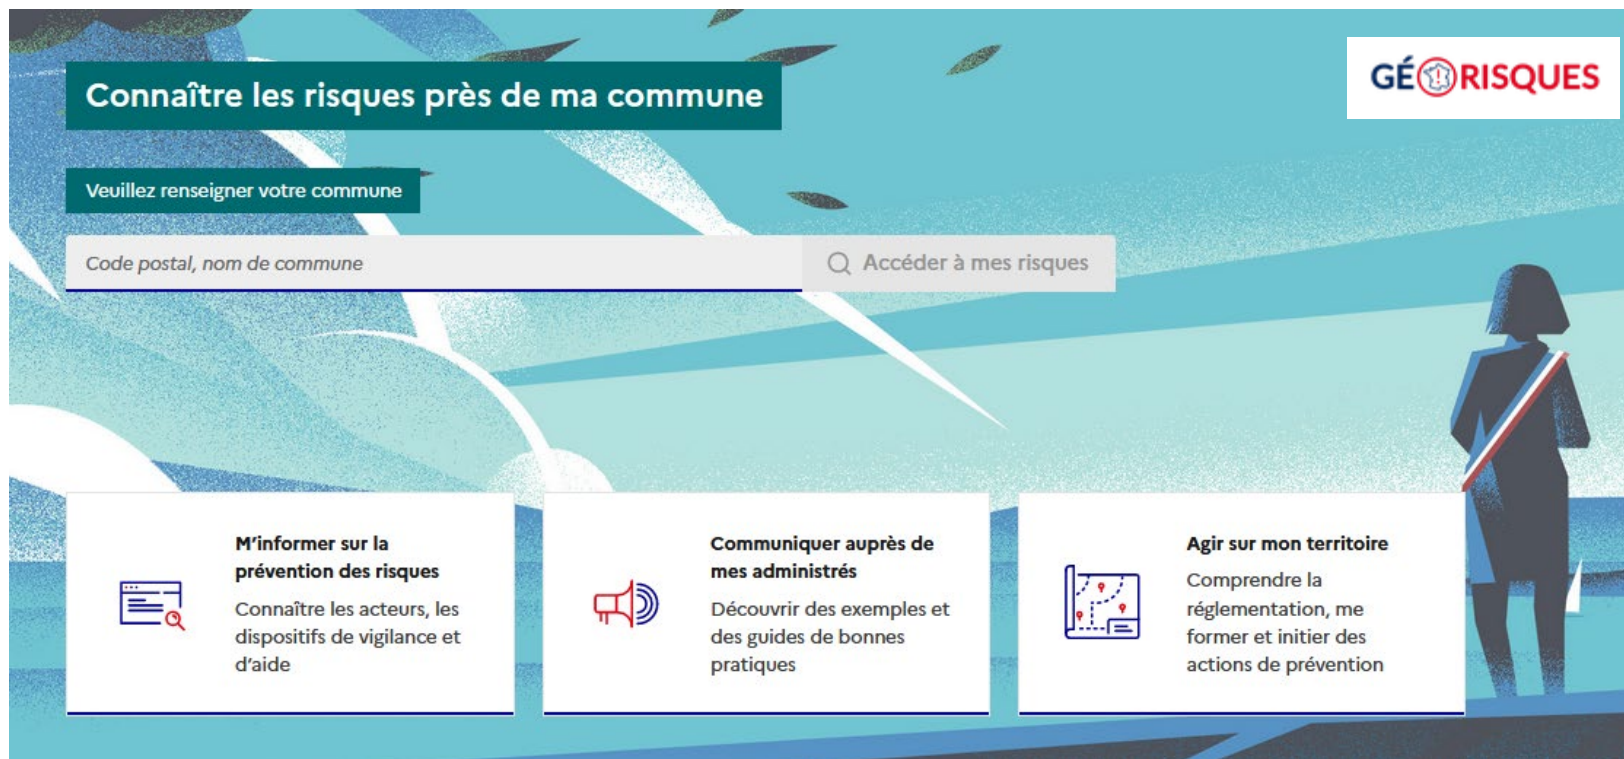 Connaître les risques près de ma commune
GÉORISQUES
Veuillez renseigner votre commune
Code postal, nom de commune
Accéder à mes risques
M'informer sur la
prévention des risques
Connaître les acteurs, les
dispositifs de vigilance et
d'aide
Communiquer auprès de
mes administrés
Découvrir des exemples et
des guides de bonnes
pratiques
Agir sur mon territoire
Comprendre la
réglementation, me
former et initier des
actions de prévention